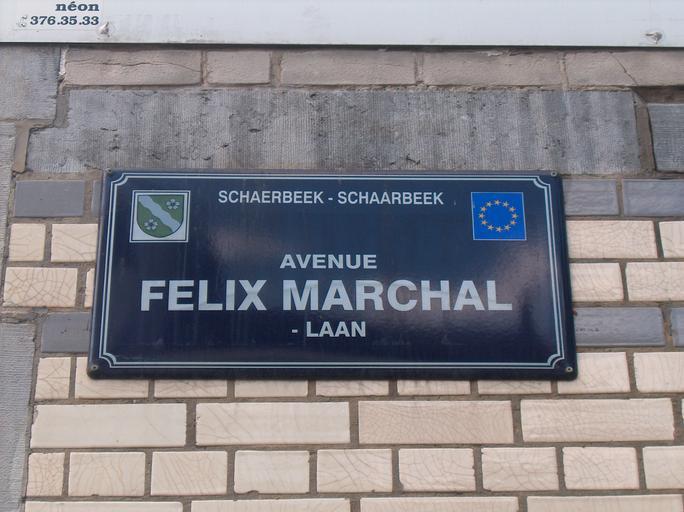 néon
376.35.33
SCHAERBEEK - SCHAARBEEK
AVENUE
FELIX MARCHAL
- LAAN